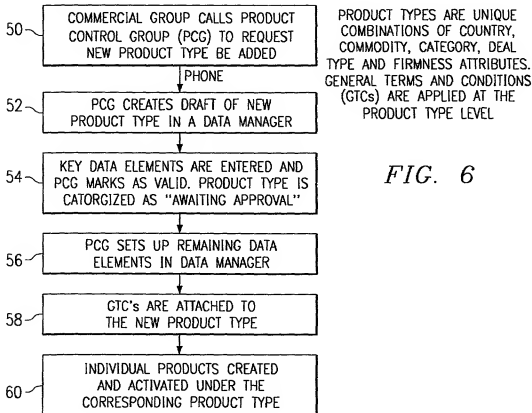 50
COMMERCIAL GROUP CALLS PRODUCT
CONTROL GROUP (PCG) TO REQUEST
NEW PRODUCT TYPE BE ADDED
PRODUCT TYPES ARE UNIQUE
COMBINATIONS OF COUNTRY,
COMMODITY, CATEGORY, DEAL
TYPE AND FIRMNESS ATTRIBUTES.
GENERAL TERMS AND CONDITIONS
(GTCs) ARE APPLIED AT THE
PRODUCT TYPE LEVEL
PHONE
52
PCG CREATES DRAFT OF NEW
PRODUCT TYPE IN A DATA MANAGER
54
KEY DATA ELEMENTS ARE ENTERED AND
PCG MARKS AS VALID. PRODUCT TYPE IS
CATORGIZED AS "AWAITING APPROVAL"
FIG. 6
56
PCG SETS UP REMAINING DATA
ELEMENTS IN DATA MANAGER
58
GTC's ARE ATTACHED TO
THE NEW PRODUCT TYPE
60
INDIVIDUAL PRODUCTS CREATED
AND ACTIVATED UNDER THE
CORRESPONDING PRODUCT TYPE